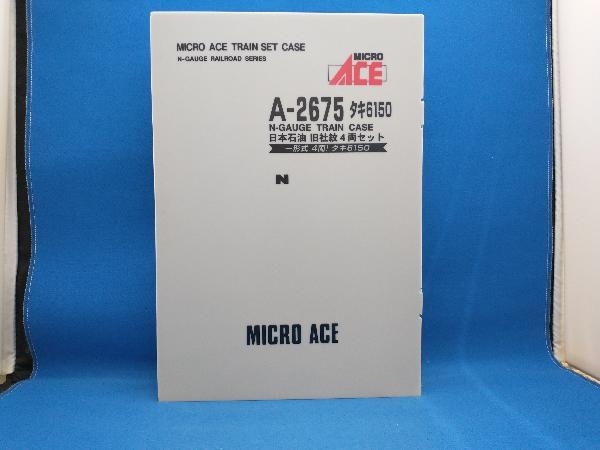 MICRO ACE TRAIN SET CASE
N-GAUGE RAILROAD SERIES
MICRO
ACE
A-2675 タキ6150
N-GAUGE TRAIN CASE
日本石油 旧社紋 4両セット
一形式 4両! タキ6150
N
MICRO ACE